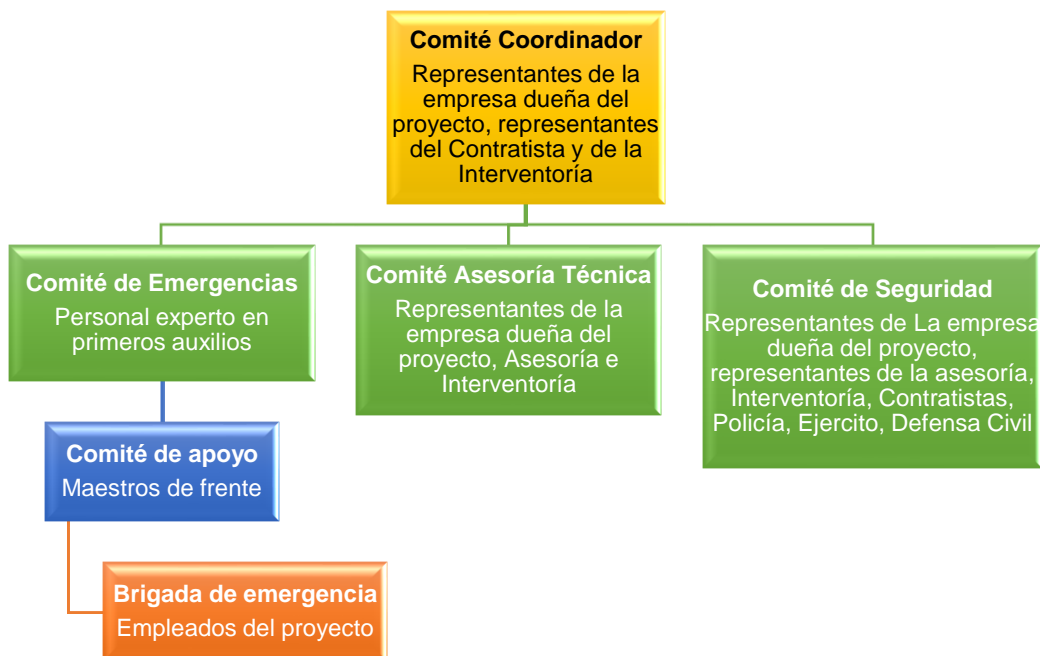 Comité Coordinador
Representantes de la
empresa dueña del
proyecto, representantes
del Contratista y de la
Interventoría
Comité de Emergencias
Personal experto en
primeros auxilios
Comité Asesoría Técnica
Representantes de la
empresa dueña del
proyecto, Asesoría e
Interventoría
Comité de Seguridad
Representantes de La empresa
dueña del proyecto,
representantes de la asesoría,
Interventoría, Contratistas,
Policía, Ejercito, Defensa Civil
Comité de apoyo
Maestros de frente
Brigada de emergencia
Empleados del proyecto